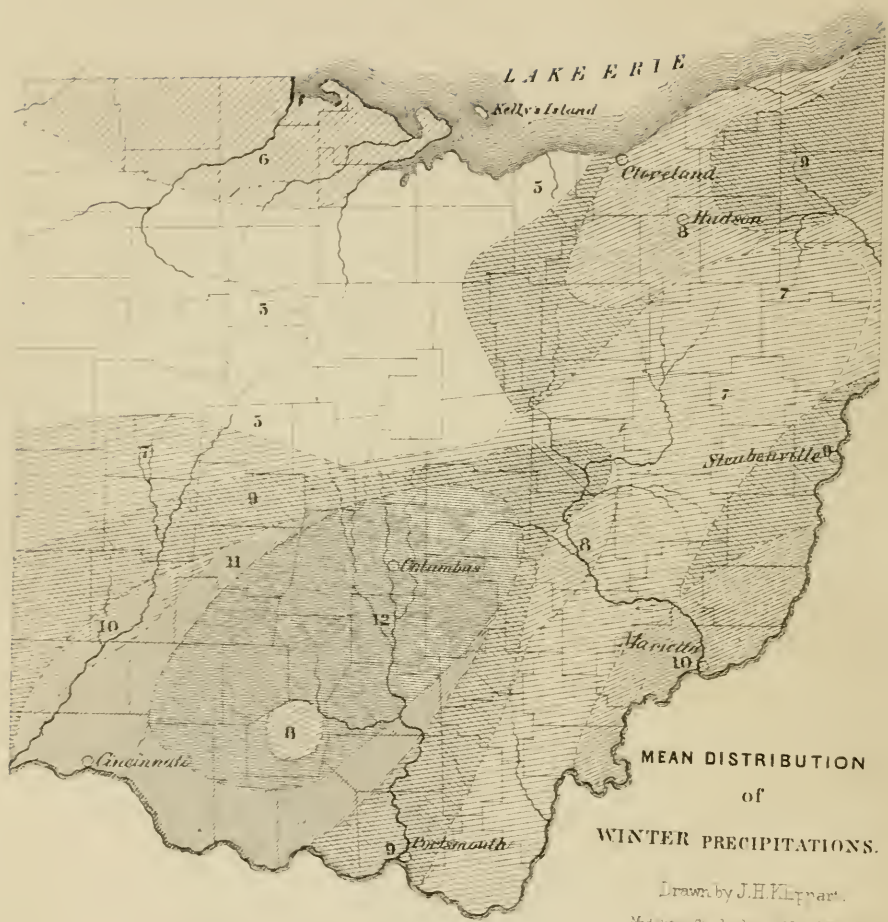 LAKE ERIE
Kelly's Island
6
5
Cleveland
9
Hudson
8
5
7
7
5
7
Steubenville 9
9
8
11
Columbus
12
10
Marietta
10
8
Cincinnati
MEAN DISTRIBUTION
of
WINTER PRECIPITATIONS.
9 Portsmouth
Drawn by J.H. Klippart.